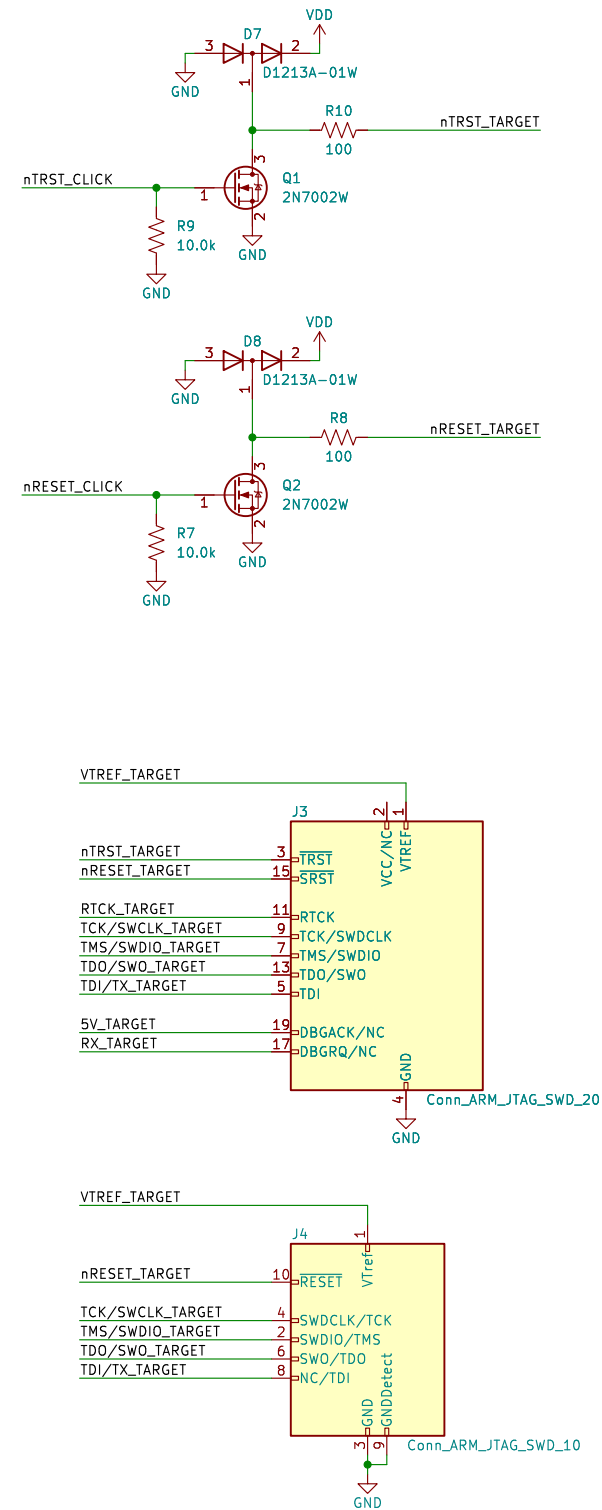 VDD
D7
3
2
D1213A-01W
GND
1
R10
nTRST_TARGET
100
3
nTRST_CLICK
Q1
1
2N7002W
2
R9
10.0k
GND
GND
VDD
D8
3
2
D1213A-01W
GND
1
R8
nRESET_TARGET
100
3
nRESET_CLICK
Q2
1
2N7002W
2
R7
10.0k
GND
GND
VTREF_TARGET
J3
2
1
VCC/NC
VTREF
nTRST_TARGET
3
TRST
nRESET_TARGET
15
SRST
RTCK_TARGET
11
RTCK
TCK/SWCLK_TARGET
9
TCK/SWDCLK
TMS/SWDIO_TARGET
7
TMS/SWDIO
TDO/SWO_TARGET
13
TDO/SWO
TDI/TX_TARGET
5
TDI
5V_TARGET
19
DBGACK/NC
RX_TARGET
17
DBGRQ/NC
GND
4
Conn_ARM_JTAG_SWD_20
GND
VTREF_TARGET
J4
1
VTref
nRESET_TARGET
10
RESET
TCK/SWCLK_TARGET
4
SWDCLK/TCK
TMS/SWDIO_TARGET
2
SWDIO/TMS
TDO/SWO_TARGET
6
SWO/TDO
TDI/TX_TARGET
8
NC/TDI
GND
GNDDetect
3
9
Conn_ARM_JTAG_SWD_10
GND